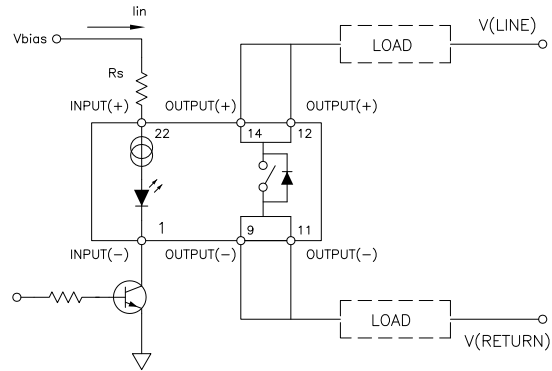 Iin
V(LINE)
Vbias
LOAD
Rs
INPUT(+) OUTPUT(+) OUTPUT(+)
22 14 12
1 9 11
INPUT(−) OUTPUT(−) OUTPUT(−)
LOAD
V(RETURN)